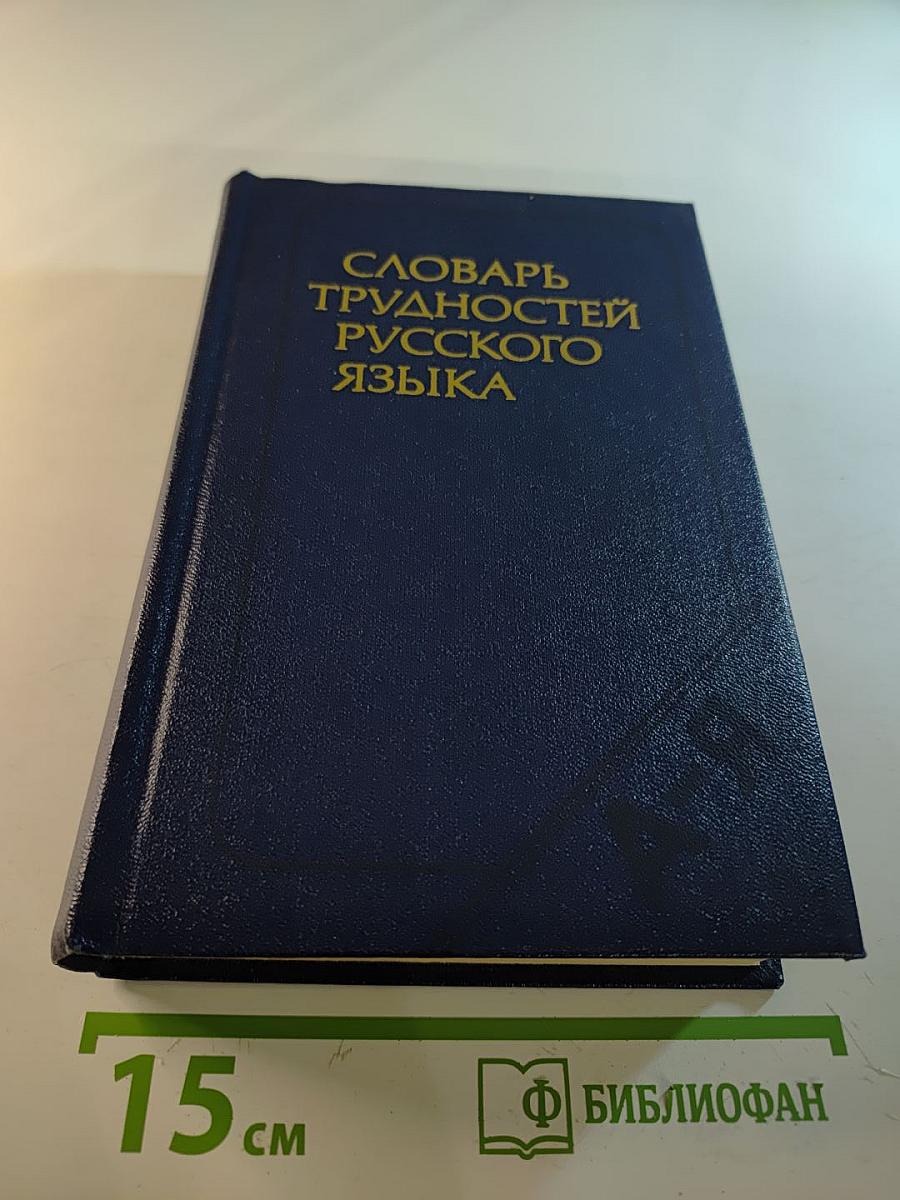 СЛОВАРЬ
ТРУДНОСТЕЙ
РУССКОГО
ЯЗЫКА
А-Я
15 см
Ф БИБЛИОФАН